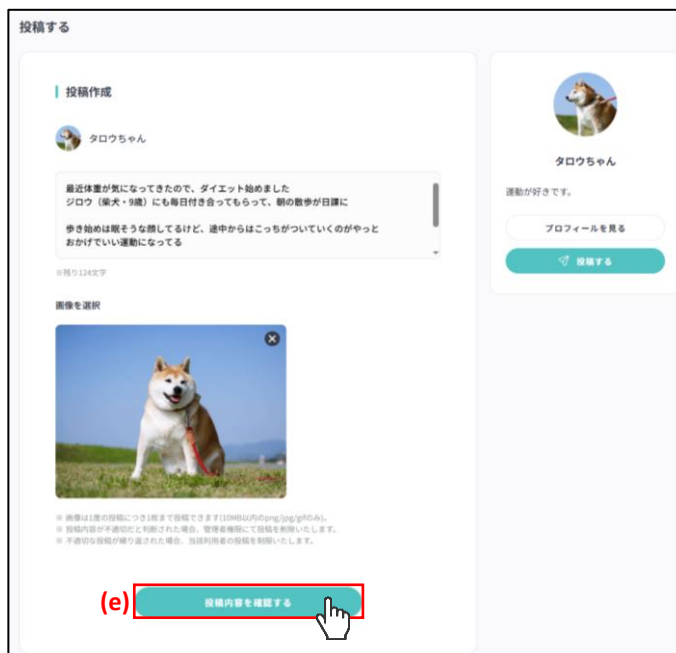 投稿する
投稿作成
タロウちゃん
最近体重が気になってきたので、ダイエット始めました
ジロウ（柴犬・9歳）にも毎日付き合ってもらって、朝の散歩が日課に
歩き始めは眠そうな顔してるけど、途中からはこっちがついていくのがやっと
おかげでいい運動になってる
※残り124文字
画像を選択
※ 画像は1度の投稿につき1枚まで投稿できます(10MB以内のpng/jpg/gifのみ)。
※ 投稿内容が不適切だと判断された場合、管理者権限にて投稿を削除いたします。
※ 不適切な投稿が繰り返された場合、当該利用者の投稿を制限いたします。
(e)
投稿内容を確認する
タロウちゃん
運動が好きです。
プロフィールを見る
投稿する